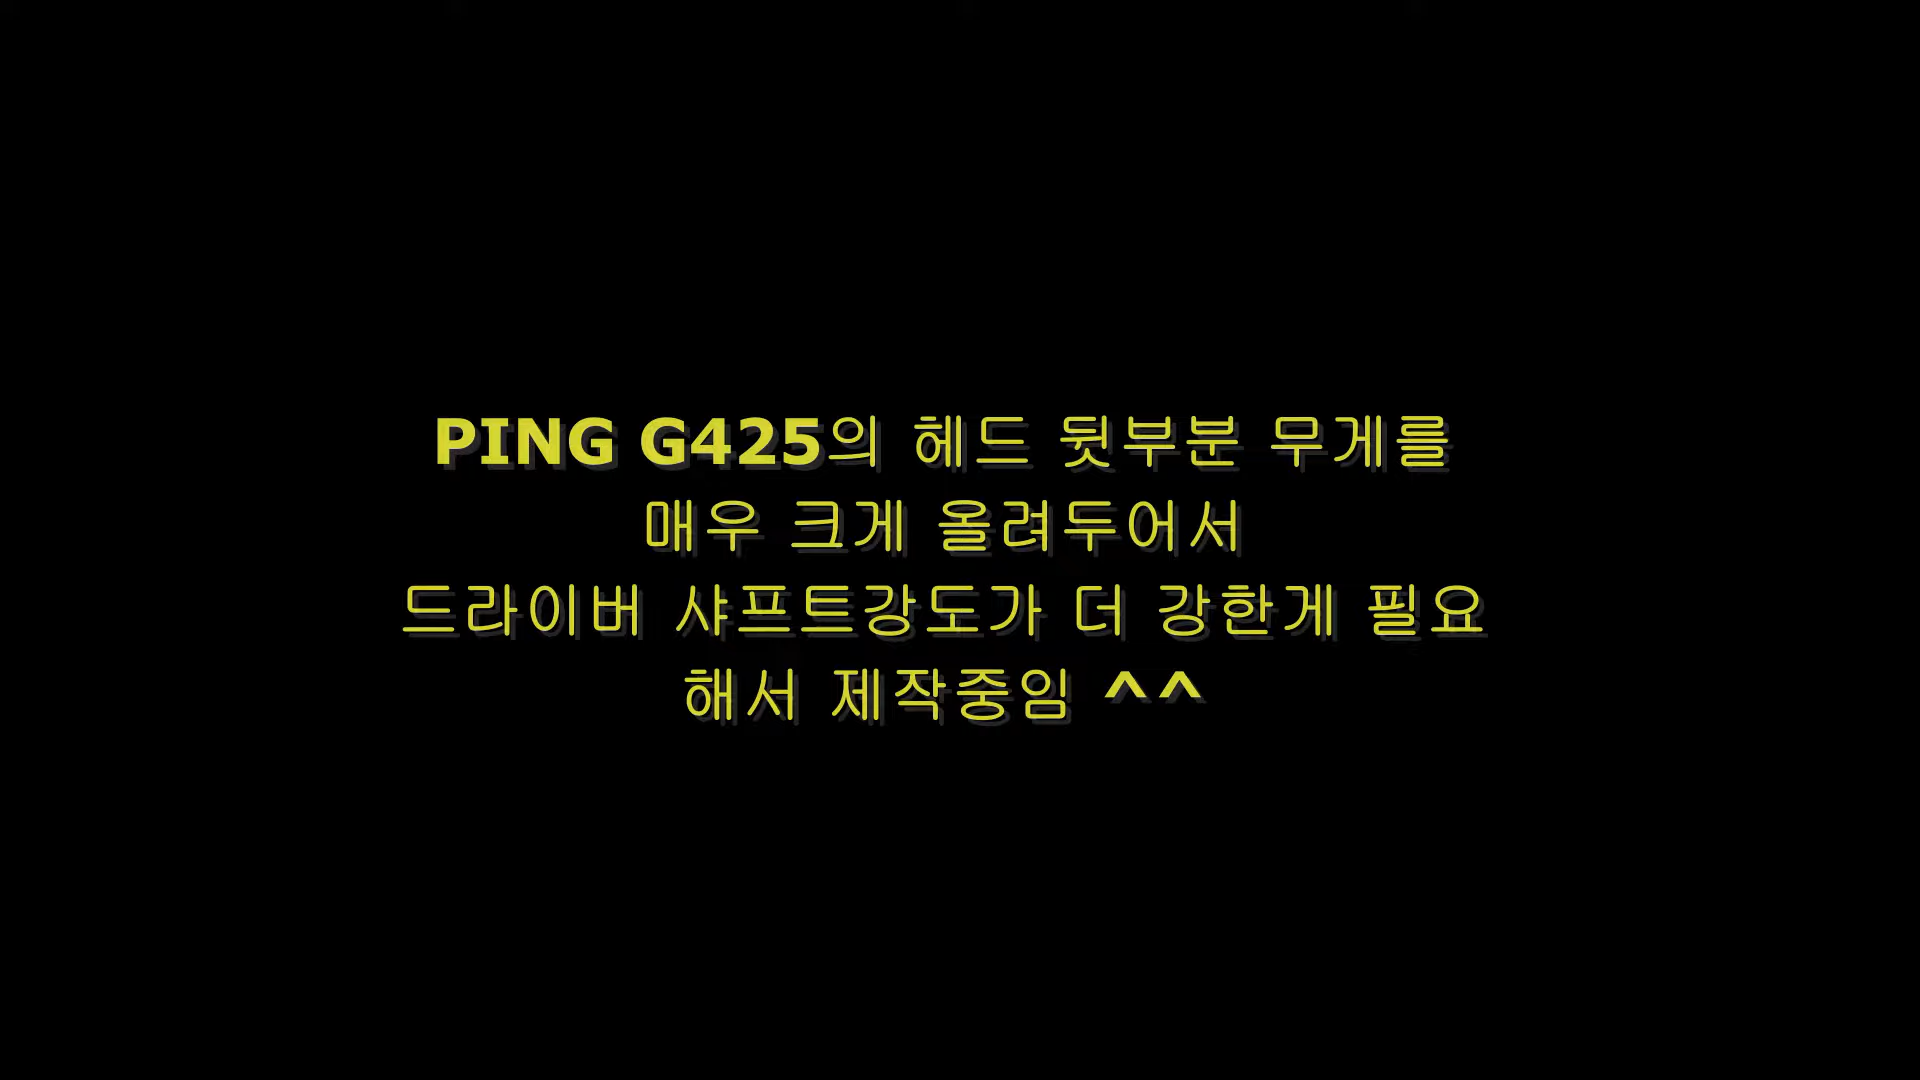 PING G425의 헤드 뒷부분 무게를
매우 크게 올려두어서
드라이버 샤프트강도가 더 강한게 필요
해서 제작중임 ^^